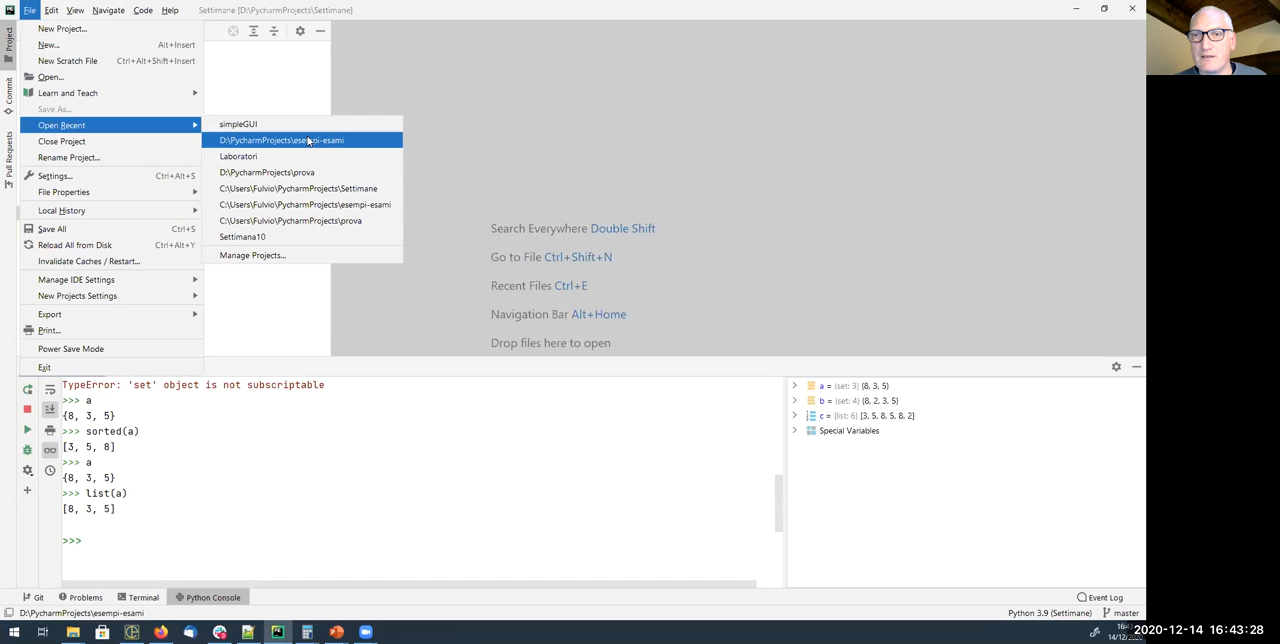 File Edit View Navigate Code Help Settimane [D:\PycharmProjects\Settimane]
New Project...
New... Alt+Insert
New Scratch File Ctrl+Alt+Shift+Insert
Open...
Learn and Teach
Save As...
Open Recent
Close Project
Rename Project...
Settings... Ctrl+Alt+S
File Properties
Local History
Save All Ctrl+S
Reload All from Disk Ctrl+Alt+Y
Invalidate Caches / Restart...
Manage IDE Settings
New Projects Settings
Export
Print...
Power Save Mode
Exit
simpleGUI
D:\PycharmProjects\esempi-esami
Laboratori
D:\PycharmProjects\prova
C:\Users\Fulvio\PycharmProjects\Settimane
C:\Users\Fulvio\PycharmProjects\esempi-esami
C:\Users\Fulvio\PycharmProjects\prova
Settimana10
Manage Projects...
Project
Commit
Pull Requests
Search Everywhere Double Shift
Go to File Ctrl+Shift+N
Recent Files Ctrl+E
Navigation Bar Alt+Home
Drop files here to open
TypeError: 'set' object is not subscriptable
>>> a
{8, 3, 5}
>>> sorted(a)
[3, 5, 8]
>>> a
{8, 3, 5}
>>> list(a)
[8, 3, 5]
>>>
a = {set: 3} {8, 3, 5}
b = {set: 4} {8, 2, 3, 5}
c = {list: 6} [3, 5, 8, 5, 8, 2]
Special Variables
Git Problems Terminal Python Console Event Log
D:\PycharmProjects\esempi-esami Python 3.9 (Settimane) master
2020-12-14 16:43:28